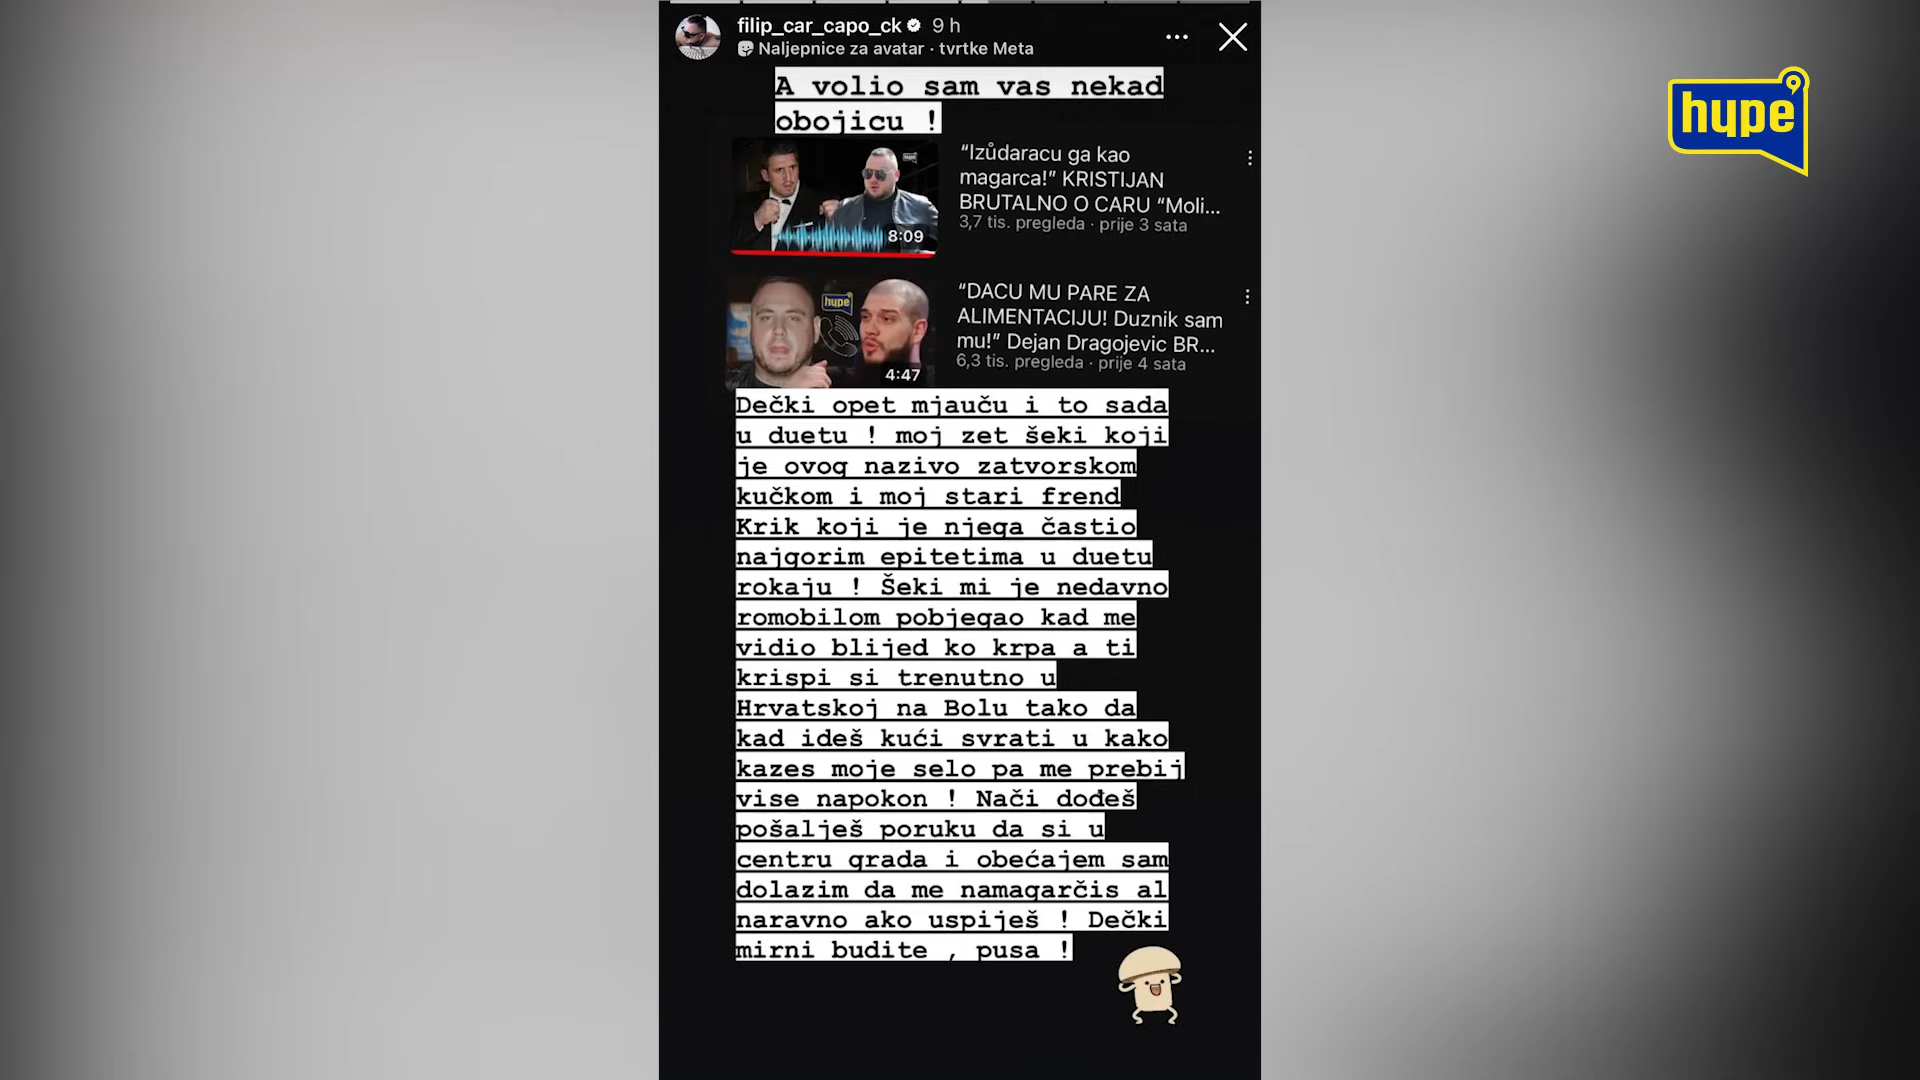 filip_car_capo_ck 9 h
Naljepnice za avatar · tvrtke Meta
hype
A volio sam vas nekad
obojicu !
“Izůdaracu ga kao
magarca!” KRISTIJAN
BRUTALNO O CARU “Moli...
3,7 tis. pregleda · prije 3 sata
8:09
“DACU MU PARE ZA
ALIMENTACIJU! Duznik sam
mu!” Dejan Dragojevic BR...
6,3 tis. pregleda · prije 4 sata
hype
4:47
Dečki opet mjauču i to sada
u duetu ! moj zet šeki koji
je ovog nazivo zatvorskom
kučkom i moj stari frend
Krik koji je njega častio
najgorim epitetima u duetu
rokaju ! Šeki mi je nedavno
romobilom pobjegao kad me
vidio blijed ko krpa a ti
krispi si trenutno u
Hrvatskoj na Bolu tako da
kad ideš kući svrati u kako
kazes moje selo pa me prebij
vise napokon ! Nači dođeš
pošalješ poruku da si u
centru grada i obećajem sam
dolazim da me namagarčis al
naravno ako uspiješ ! Dečki
mirni budite , pusa !